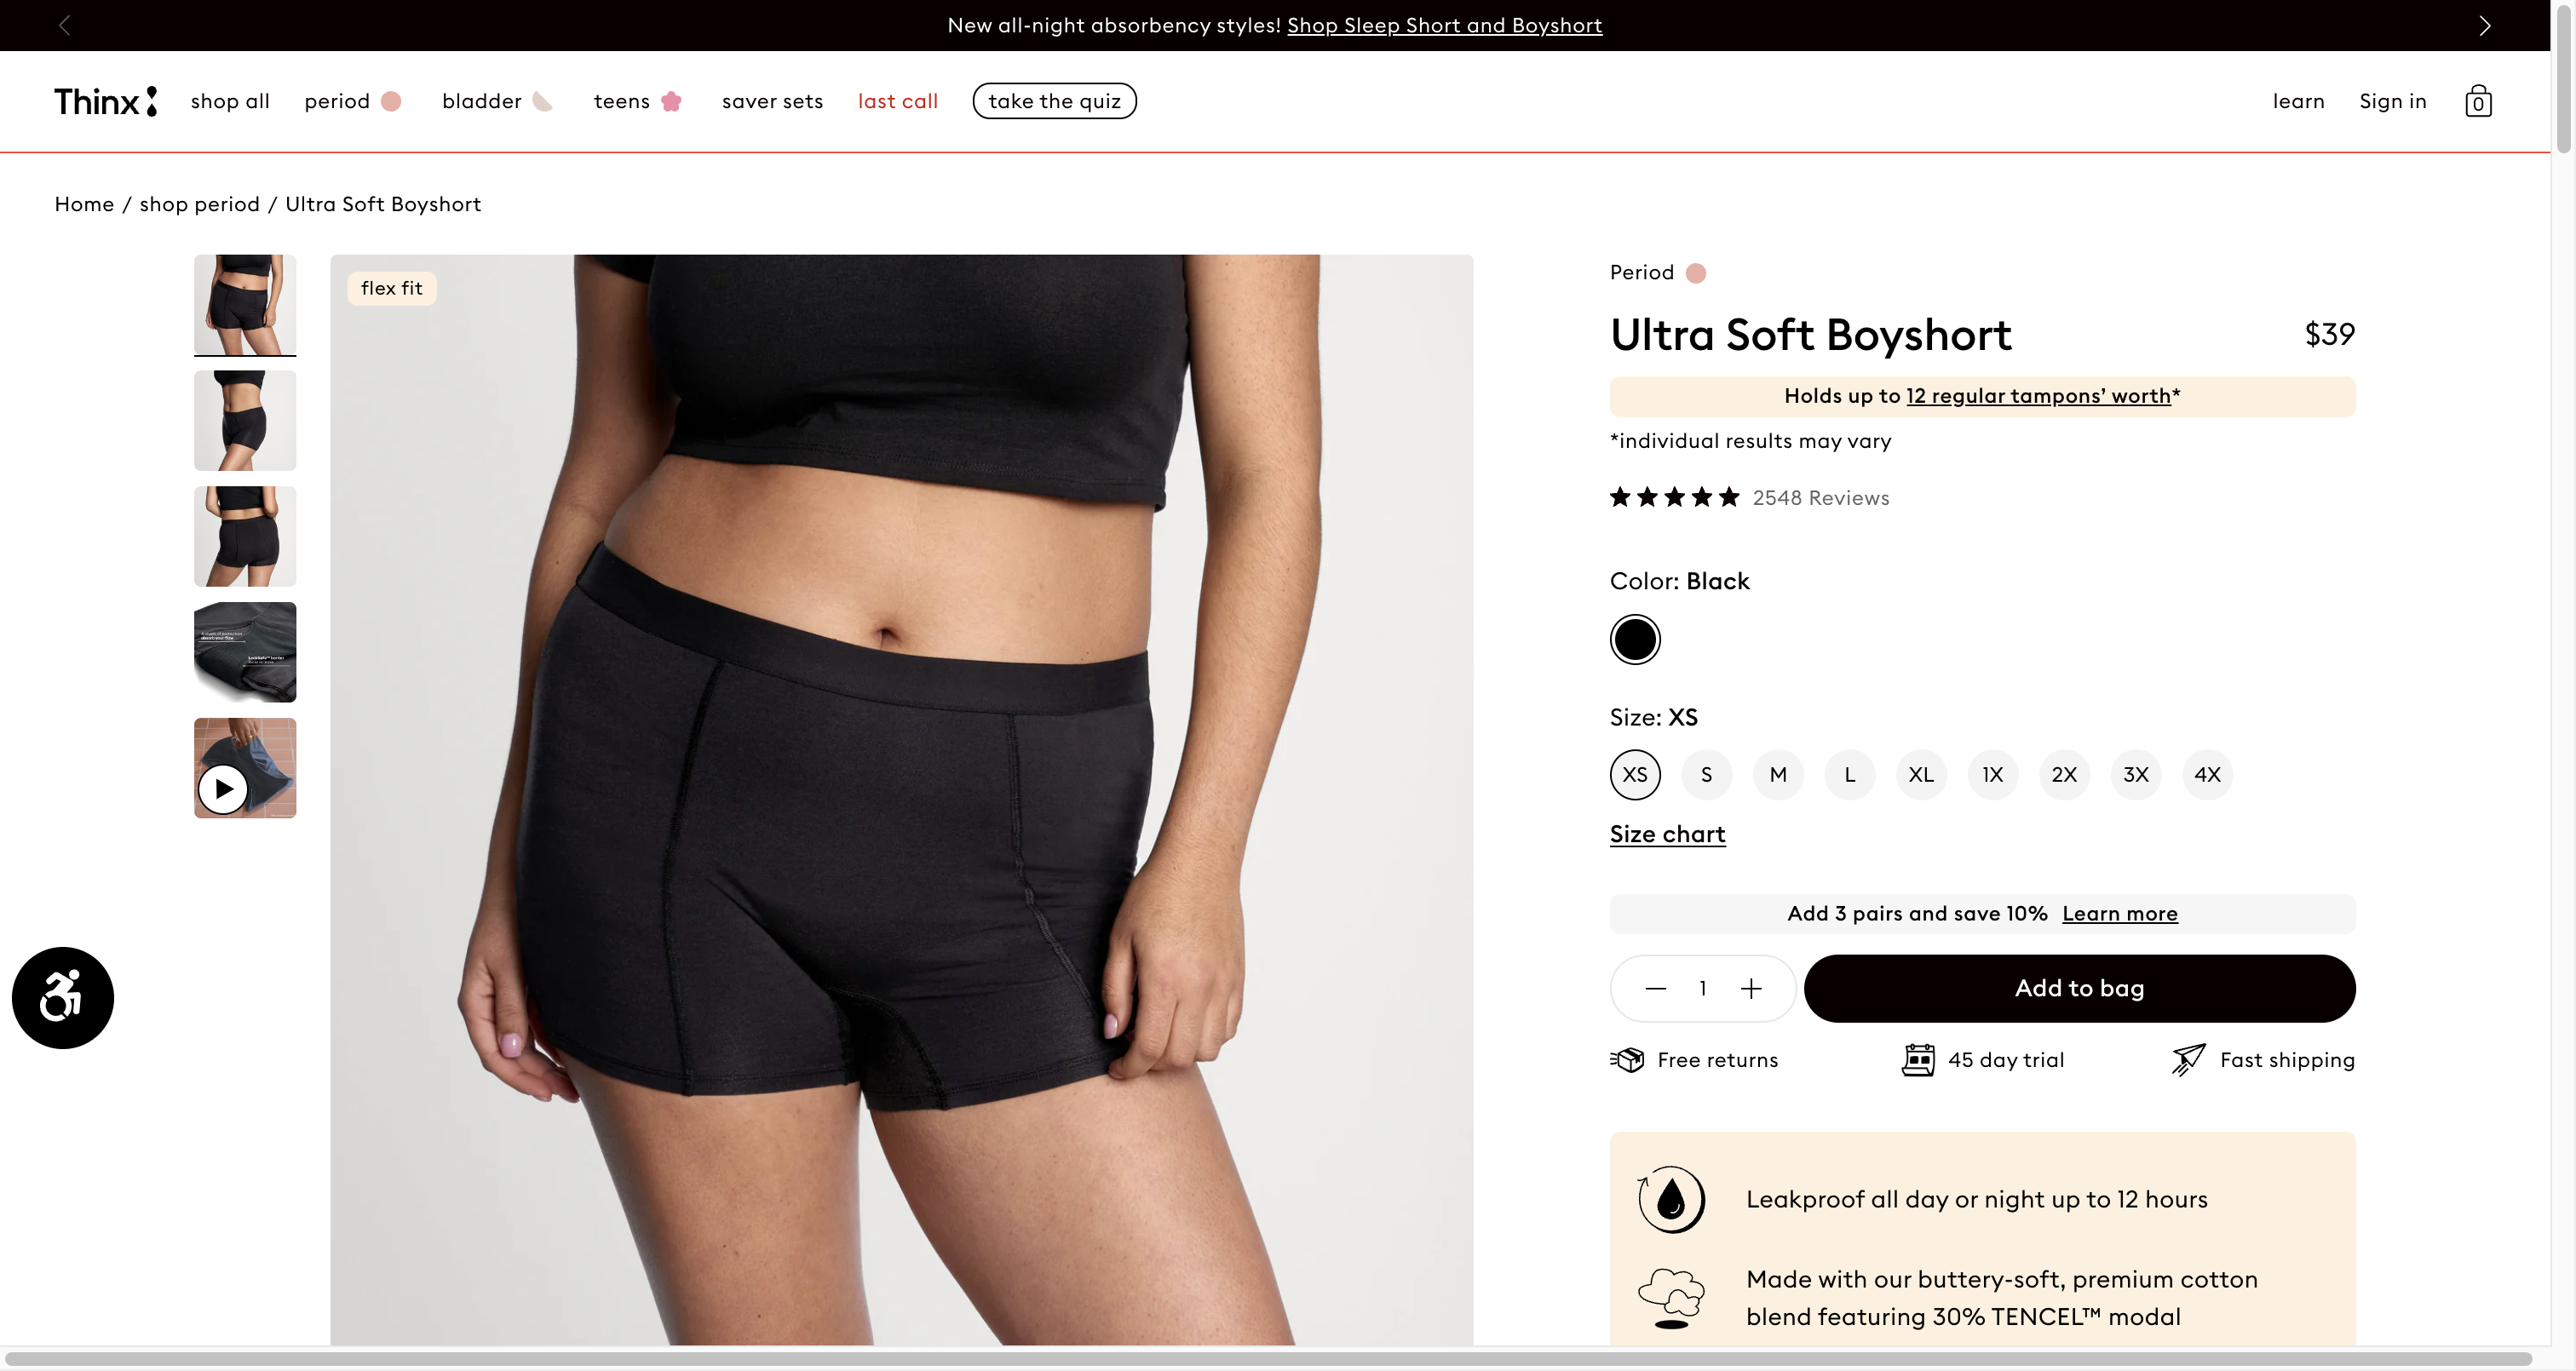 New all-night absorbency styles! Shop Sleep Short and Boyshort
Thinx shop all period bladder teens saver sets last call take the quiz learn Sign in 0
Home / shop period / Ultra Soft Boyshort
flex fit
Period
Ultra Soft Boyshort $39
Holds up to 12 regular tampons’ worth*
*individual results may vary
2548 Reviews
Color: Black
Size: XS
XS S M L XL 1X 2X 3X 4X
Size chart
Add 3 pairs and save 10% Learn more
1 Add to bag
Free returns 45 day trial Fast shipping
Leakproof all day or night up to 12 hours
Made with our buttery-soft, premium cotton
blend featuring 30% TENCEL™ modal